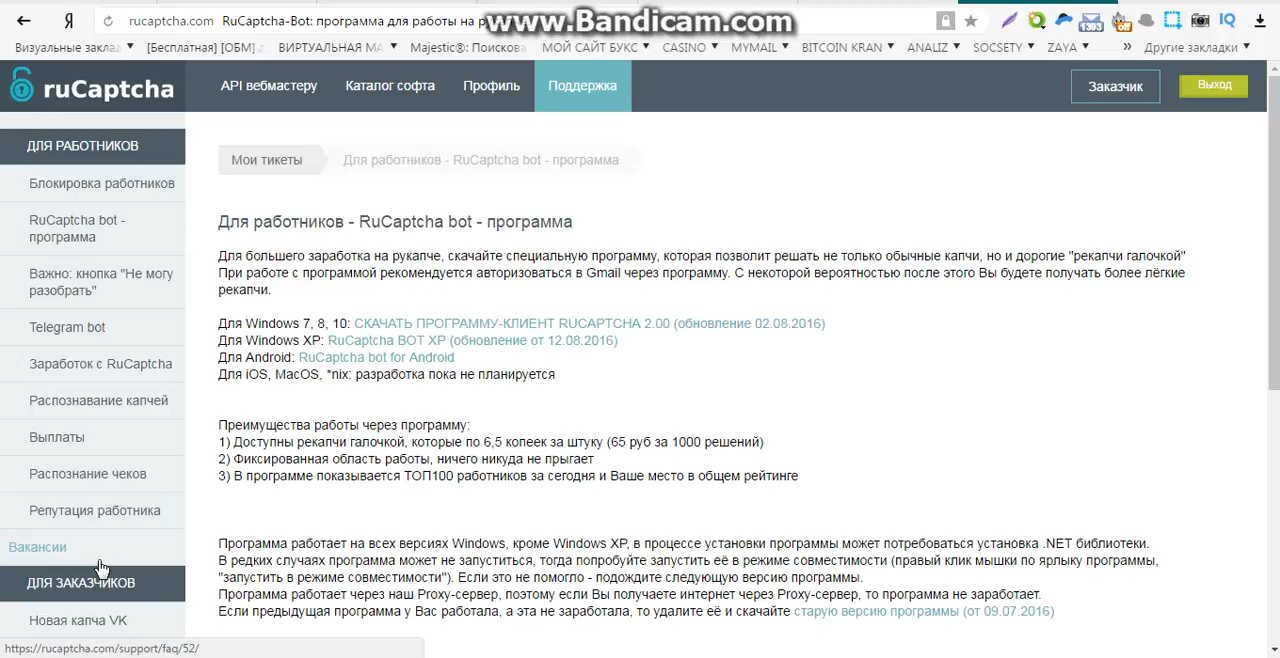 rucaptcha.com RuCaptcha-Bot: программа для работы на р
www.Bandicam.com
1393
off
Визуальные заклад
[Бесплатная] [ОБМ]
ВИРТУАЛЬНАЯ МА
Majestic®: Поискова
МОЙ САЙТ БУКС
CASINO
MYMAIL
BITCOIN KRAN
ANALIZ
SOCSETY
ZAYA
»
Другие закладки
ruCaptcha
API вебмастеру
Каталог софта
Профиль
Поддержка
Заказчик
Выход
ДЛЯ РАБОТНИКОВ
Блокировка работников
RuCaptcha bot -
программа
Важно: кнопка "Не могу
разобрать"
Telegram bot
Заработок с RuCaptcha
Распознавание капчей
Выплаты
Распознание чеков
Репутация работника
Вакансии
ДЛЯ ЗАКАЗЧИКОВ
Новая капча VK
https://rucaptcha.com/support/faq/52/
Мои тикеты
Для работников - RuCaptcha bot - программа
Для работников - RuCaptcha bot - программа
Для большего заработка на рукапче, скачайте специальную программу, которая позволит решать не только обычные капчи, но и дорогие "рекапчи галочкой"
При работе с программой рекомендуется авторизоваться в Gmail через программу. С некоторой вероятностью после этого Вы будете получать более лёгкие
рекапчи.
Для Windows 7, 8, 10: СКАЧАТЬ ПРОГРАММУ-КЛИЕНТ RUCAPTCHA 2.00 (обновление 02.08.2016)
Для Windows XP: RuCaptcha BOT XP (обновление от 12.08.2016)
Для Android: RuCaptcha bot for Android
Для iOS, MacOS, *nix: разработка пока не планируется
Преимущества работы через программу:
1) Доступны рекапчи галочкой, которые по 6,5 копеек за штуку (65 руб за 1000 решений)
2) Фиксированная область работы, ничего никуда не прыгает
3) В программе показывается ТОП100 работников за сегодня и Ваше место в общем рейтинге
Программа работает на всех версиях Windows, кроме Windows XP, в процессе установки программы может потребоваться установка .NET библиотеки.
В редких случаях программа может не запуститься, тогда попробуйте запустить её в режиме совместимости (правый клик мышки по ярлыку программы,
"запустить в режиме совместимости"). Если это не помогло - подождите следующую версию программы.
Программа работает через наш Proxy-сервер, поэтому если Вы получаете интернет через Proxy-сервер, то программа не заработает.
Если предыдущая программа у Вас работала, а эта не заработала, то удалите её и скачайте старую версию программы (от 09.07.2016)